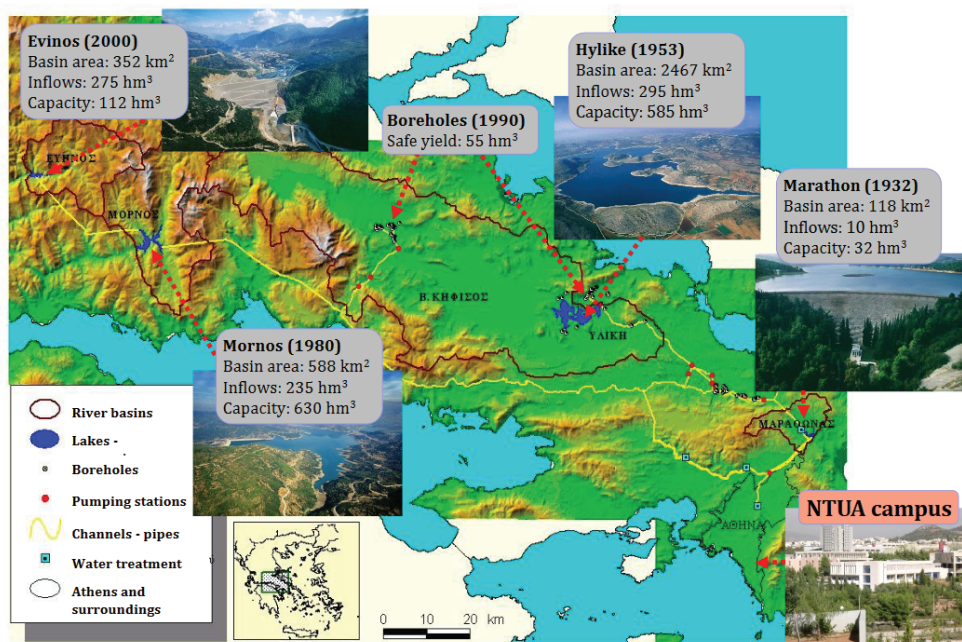 Evinos (2000)
Basin area: 352 km²
Inflows: 275 hm³
Capacity: 112 hm³
Hylike (1953)
Basin area: 2467 km²
Inflows: 295 hm³
Capacity: 585 hm³
Boreholes (1990)
Safe yield: 55 hm³
Marathon (1932)
Basin area: 118 km²
Inflows: 10 hm³
Capacity: 32 hm³
ΕΥΗΝΟΣ
ΜΟΡΝΟΣ
Β. ΚΗΦΙΣΟΣ
ΥΛΙΚΗ
Mornos (1980)
Basin area: 588 km²
Inflows: 235 hm³
Capacity: 630 hm³
ΜΑΡΑΘΩΝΑΣ
River basins
Lakes -
Boreholes
Pumping stations
Channels - pipes
Water treatment
Athens and
surroundings
NTUA campus
ΑΘΗΝΑ
0 10 20 km